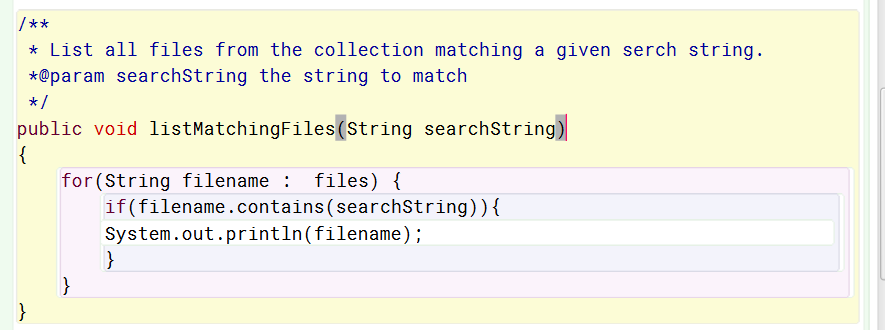 /**
 * List all files from the collection matching a given serch string.
 *@param searchString the string to match
 */
public void listMatchingFiles(String searchString)
{
    for(String filename :  files) {
        if(filename.contains(searchString)){
        System.out.println(filename);
        }
    }
}